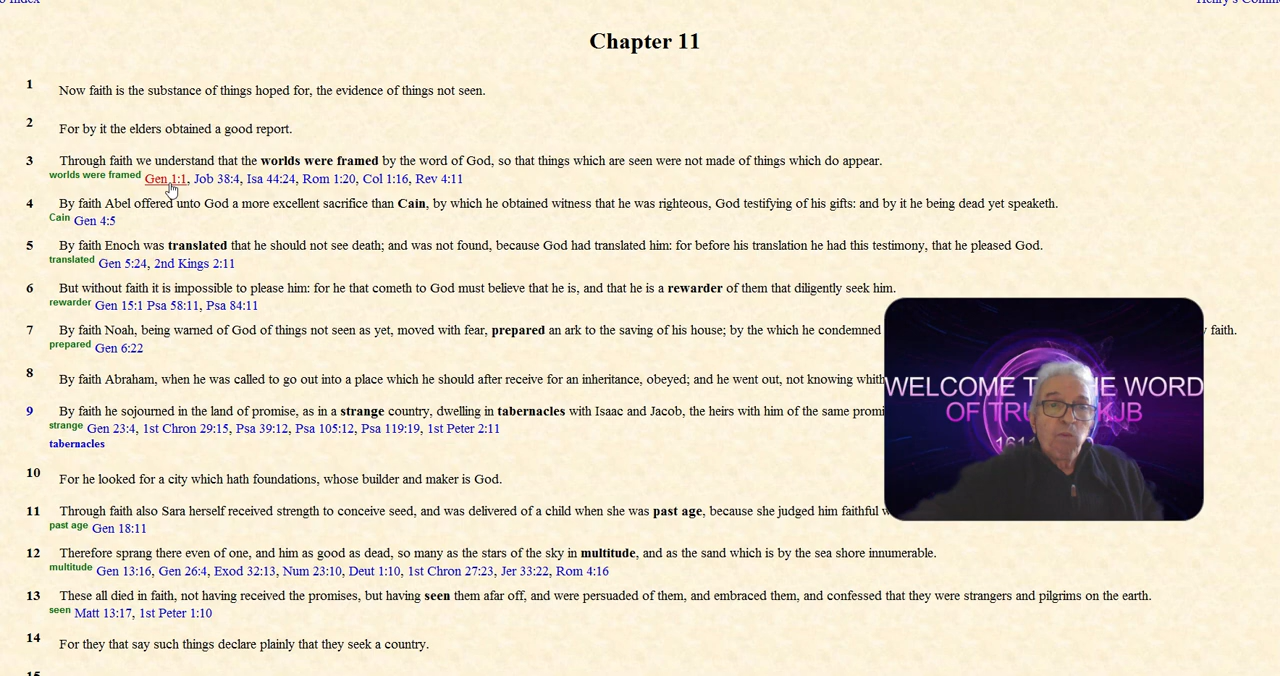 Chapter 11
1 Now faith is the substance of things hoped for, the evidence of things not seen.
2 For by it the elders obtained a good report.
3 Through faith we understand that the worlds were framed by the word of God, so that things which are seen were not made of things which do appear.
worlds were framed Gen 1:1, Job 38:4, Isa 44:24, Rom 1:20, Col 1:16, Rev 4:11
4 By faith Abel offered unto God a more excellent sacrifice than Cain, by which he obtained witness that he was righteous, God testifying of his gifts: and by it he being dead yet speaketh.
Cain Gen 4:5
5 By faith Enoch was translated that he should not see death; and was not found, because God had translated him: for before his translation he had this testimony, that he pleased God.
translated Gen 5:24, 2nd Kings 2:11
6 But without faith it is impossible to please him: for he that cometh to God must believe that he is, and that he is a rewarder of them that diligently seek him.
rewarder Gen 15:1 Psa 58:11, Psa 84:11
7 By faith Noah, being warned of God of things not seen as yet, moved with fear, prepared an ark to the saving of his house; by the which he condemned faith.
prepared Gen 6:22
8 By faith Abraham, when he was called to go out into a place which he should after receive for an inheritance, obeyed; and he went out, not knowing
9 By faith he sojourned in the land of promise, as in a strange country, dwelling in tabernacles with Isaac and Jacob, the heirs with him of the same
strange Gen 23:4, 1st Chron 29:15, Psa 39:12, Psa 105:12, Psa 119:19, 1st Peter 2:11
tabernacles
WELCOME THE WORD
OF KJB
10 For he looked for a city which hath foundations, whose builder and maker is God.
11 Through faith also Sara herself received strength to conceive seed, and was delivered of a child when she was past age, because she judged him faithful
past age Gen 18:11
12 Therefore sprang there even of one, and him as good as dead, so many as the stars of the sky in multitude, and as the sand which is by the sea shore innumerable.
multitude Gen 13:16, Gen 26:4, Exod 32:13, Num 23:10, Deut 1:10, 1st Chron 27:23, Jer 33:22, Rom 4:16
13 These all died in faith, not having received the promises, but having seen them afar off, and were persuaded of them, and embraced them, and confessed that they were strangers and pilgrims on the earth.
seen Matt 13:17, 1st Peter 1:10
14 For they that say such things declare plainly that they seek a country.